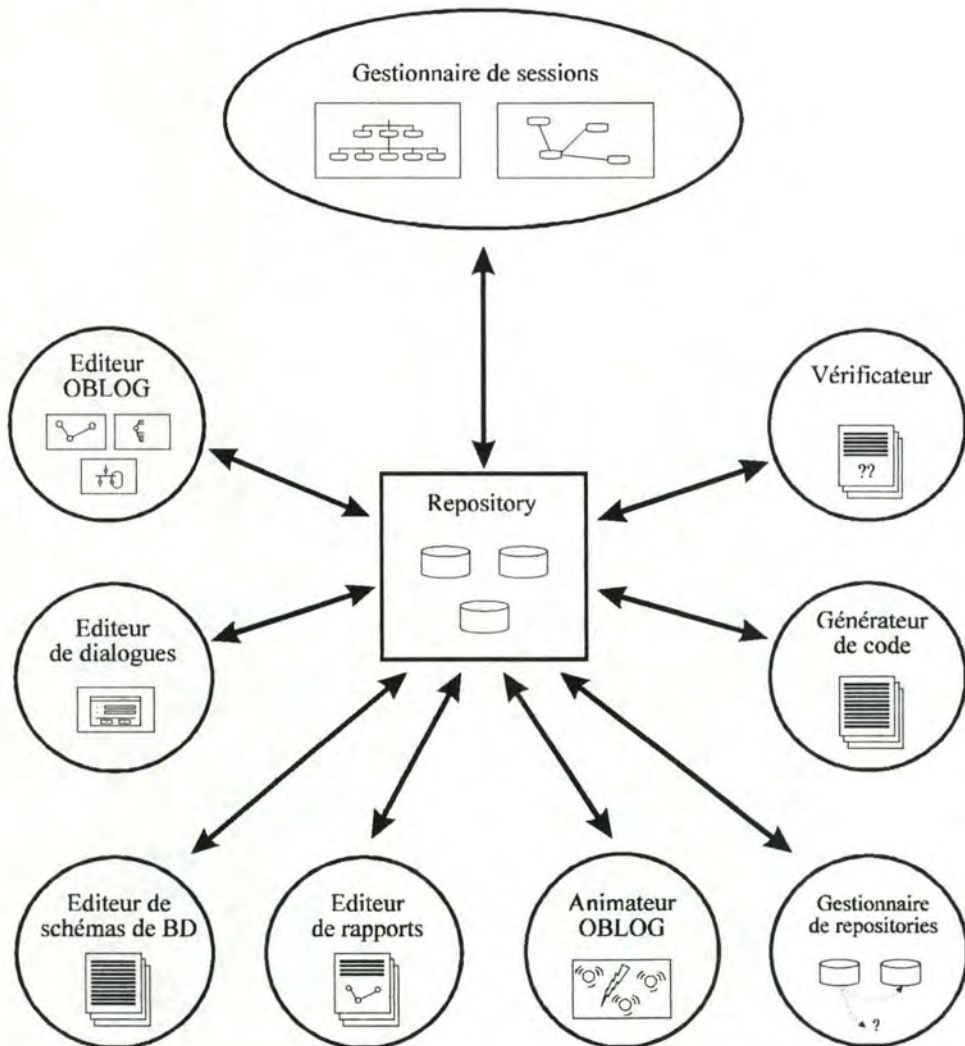 Gestionnaire de sessions
Editeur
OBLOG
Vérificateur
??
Repository
Editeur
de dialogues
Générateur
de code
Editeur de
schémas de BD
Editeur
de rapports
Animateur
OBLOG
Gestionnaire
de repositories
?